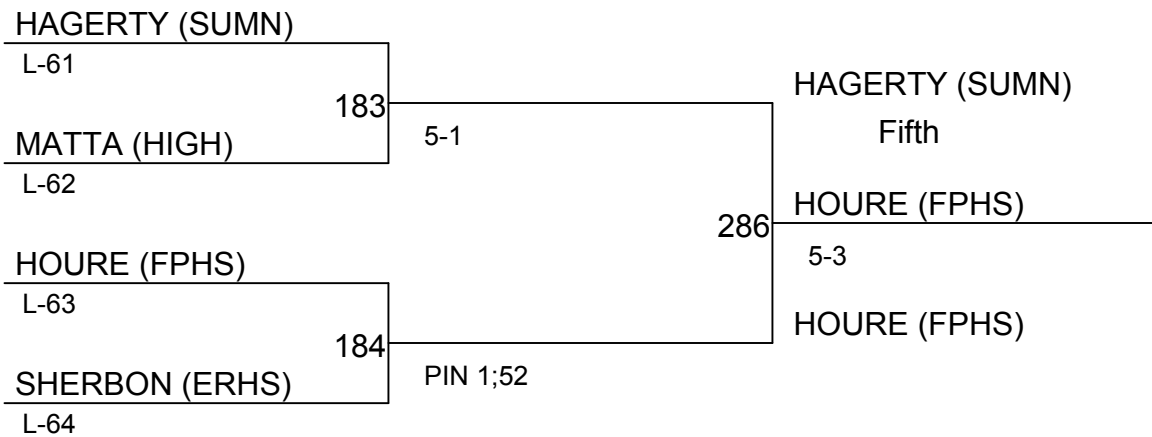 HAGERTY (SUMN)
L-61
183
MATTA (HIGH)
L-62
5-1
HOURE (FPHS)
L-63
184
SHERBON (ERHS)
L-64
PIN 1;52
286
HAGERTY (SUMN)
Fifth
HOURE (FPHS)
5-3
HOURE (FPHS)